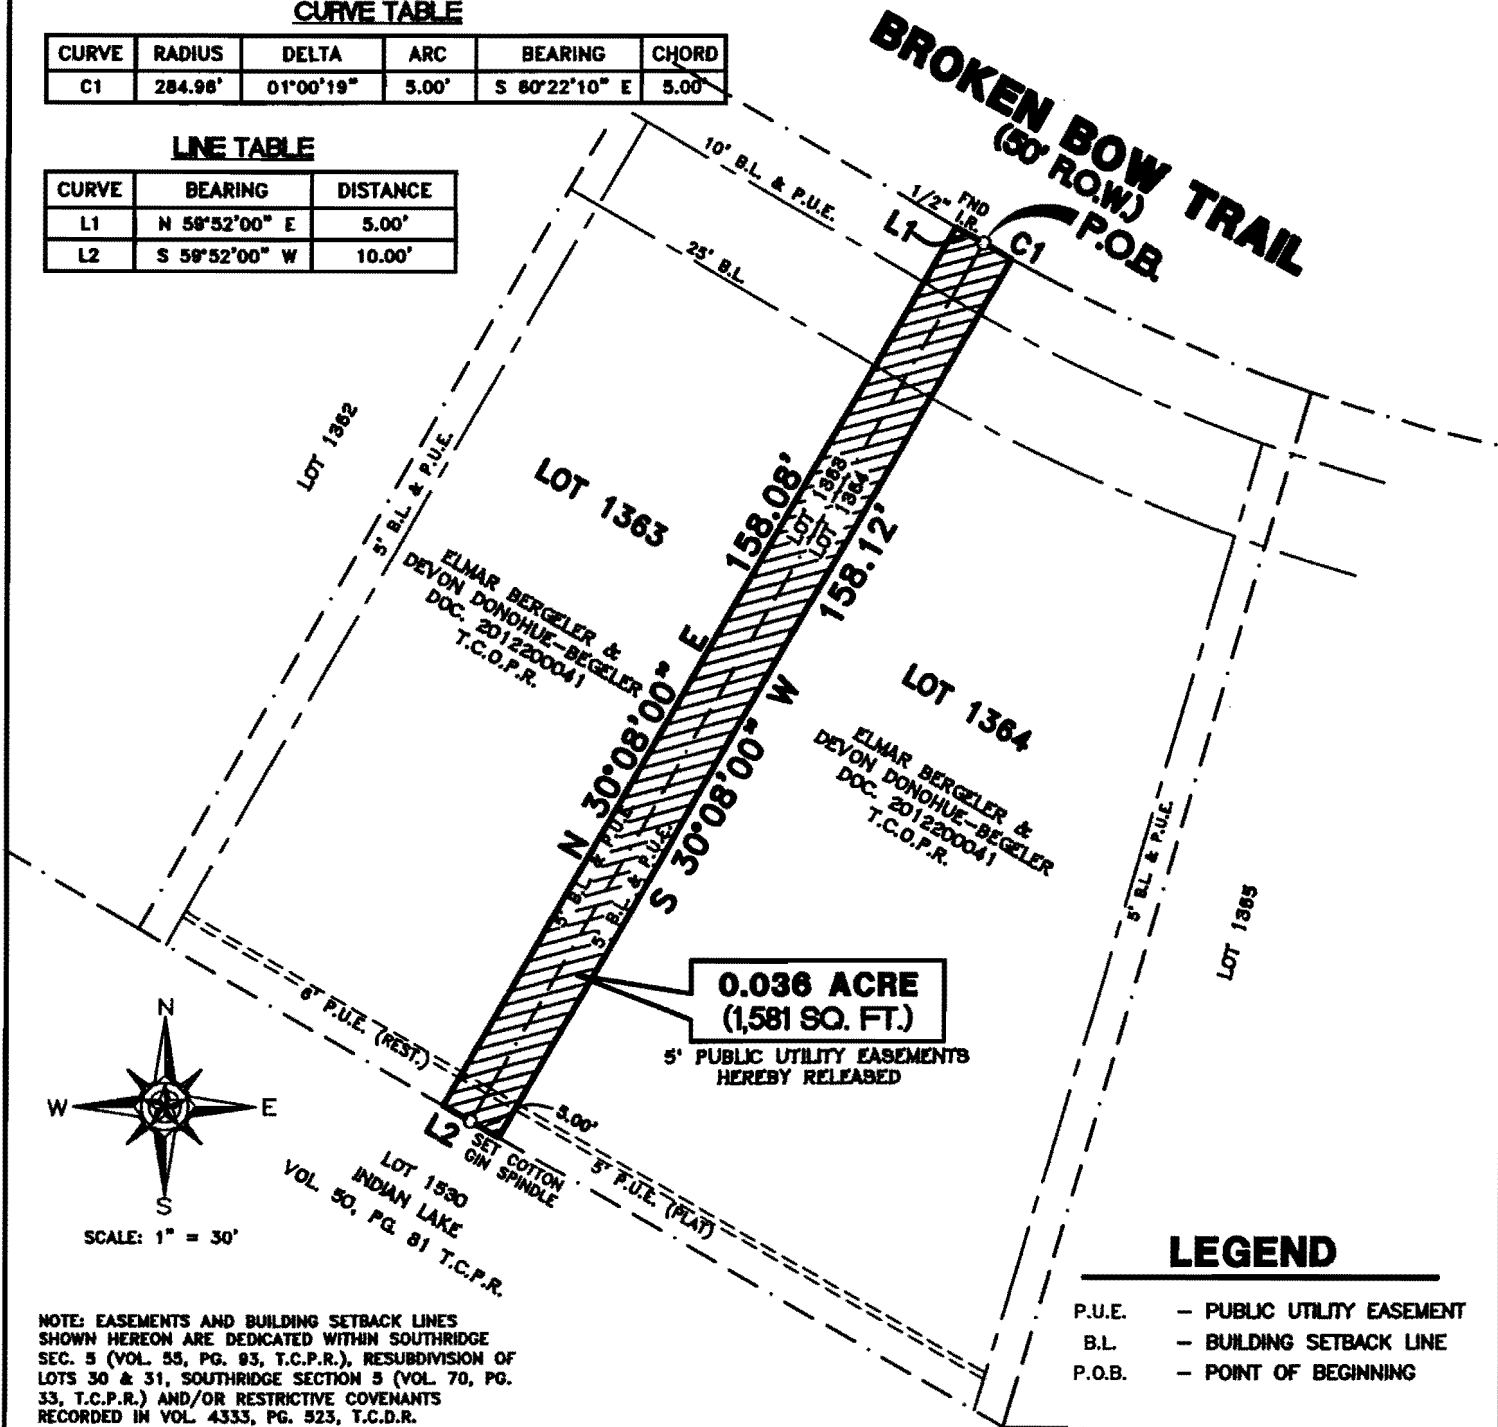 CURVE TABLE
CURVE RADIUS DELTA ARC BEARING CHORD
C1 284.96' 01°00'19" 5.00' S 60°22'10" E 5.00'
LINE TABLE
CURVE BEARING DISTANCE
L1 N 59°52'00" E 5.00'
L2 S 59°52'00" W 10.00'
BROKEN BOW TRAIL
(50' R.O.W.)
P.O.B.
1/2" FND
I.R.
L1
C1
10' B.L. & P.U.E.
25' B.L.
LOT 1362
5' B.L. & P.U.E.
LOT 1363
ELMAR BERGELER &
DEVON DONOHUE-BEGELER
DOC. 2012200041
T.C.O.P.R.
N 30°08'00" E 158.08'
LOT 1363
LOT 1364
S 30°08'00" W 158.12'
5' B.L. & P.U.E.
5' B.L. & P.U.E.
LOT 1364
ELMAR BERGELER &
DEVON DONOHUE-BEGELER
DOC. 2012200041
T.C.O.P.R.
5' B.L. & P.U.E.
LOT 1365
0.036 ACRE
(1,581 SQ. FT.)
5' PUBLIC UTILITY EASEMENTS
HEREBY RELEASED
6' P.U.E. (REST.)
5.00'
L2
SET COTTON
GIN SPINDLE
5' P.U.E. (PLAT)
LOT 1530
INDIAN LAKE
VOL. 50, PG. 81 T.C.P.R.
N
W
E
S
SCALE: 1" = 30'
LEGEND
P.U.E. - PUBLIC UTILITY EASEMENT
B.L. - BUILDING SETBACK LINE
P.O.B. - POINT OF BEGINNING
NOTE: EASEMENTS AND BUILDING SETBACK LINES
SHOWN HEREON ARE DEDICATED WITHIN SOUTHRIDGE
SEC. 5 (VOL. 55, PG. 93, T.C.P.R.), RESUBDIVISION OF
LOTS 30 & 31, SOUTHRIDGE SECTION 5 (VOL. 70, PG.
33, T.C.P.R.) AND/OR RESTRICTIVE COVENANTS
RECORDED IN VOL. 4333, PG. 523, T.C.D.R.